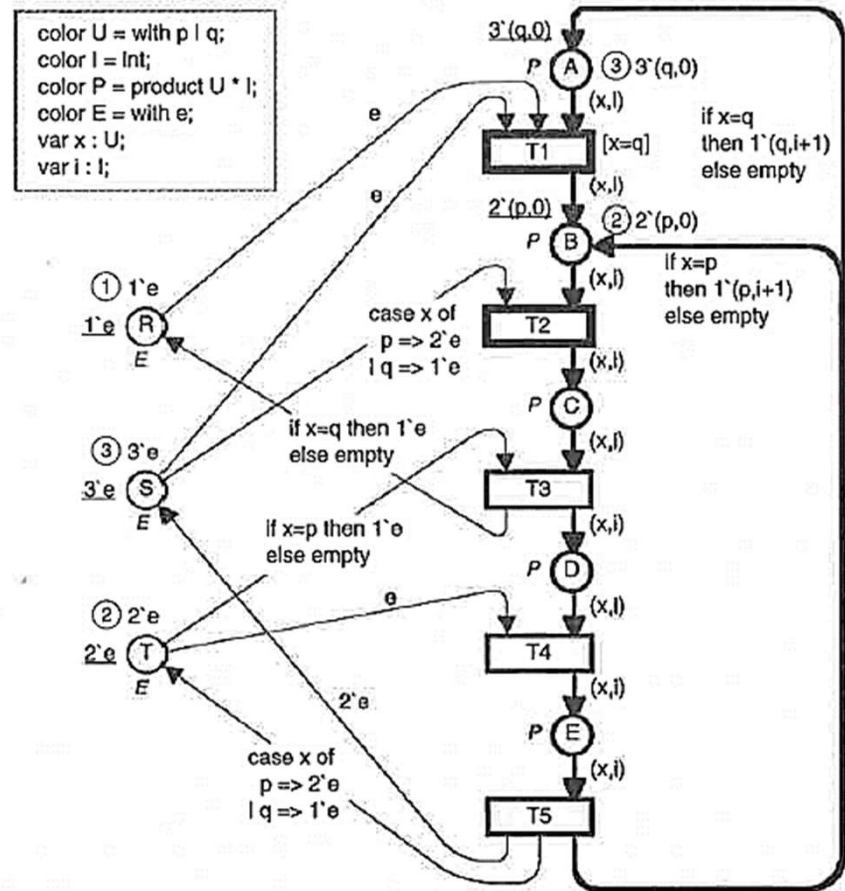 color U = with p | q;
color I = Int;
color P = product U * I;
color E = with e;
var x : U;
var i : I;
3`(q,0)
P A 3 3`(q,0)
(x,I)
e
T1 [x=q]
if x=q
then 1`(q,i+1)
else empty
e
(x,I)
2`(p,0)
P B 2 2`(p,0)
(x,i)
if x=p
then 1`(p,i+1)
else empty
1 1`e
1`e R
E
case x of
p => 2`e
| q => 1`e
T2
(x,i)
P C
(x,i)
if x=q then 1`e
else empty
3 3`e
3`e S
E
T3
(x,i)
if x=p then 1`e
else empty
P D
(x,I)
e
2 2`e
2`e T
E
T4
(x,i)
2`e
P E
(x,i)
case x of
p => 2`e
| q => 1`e
T5